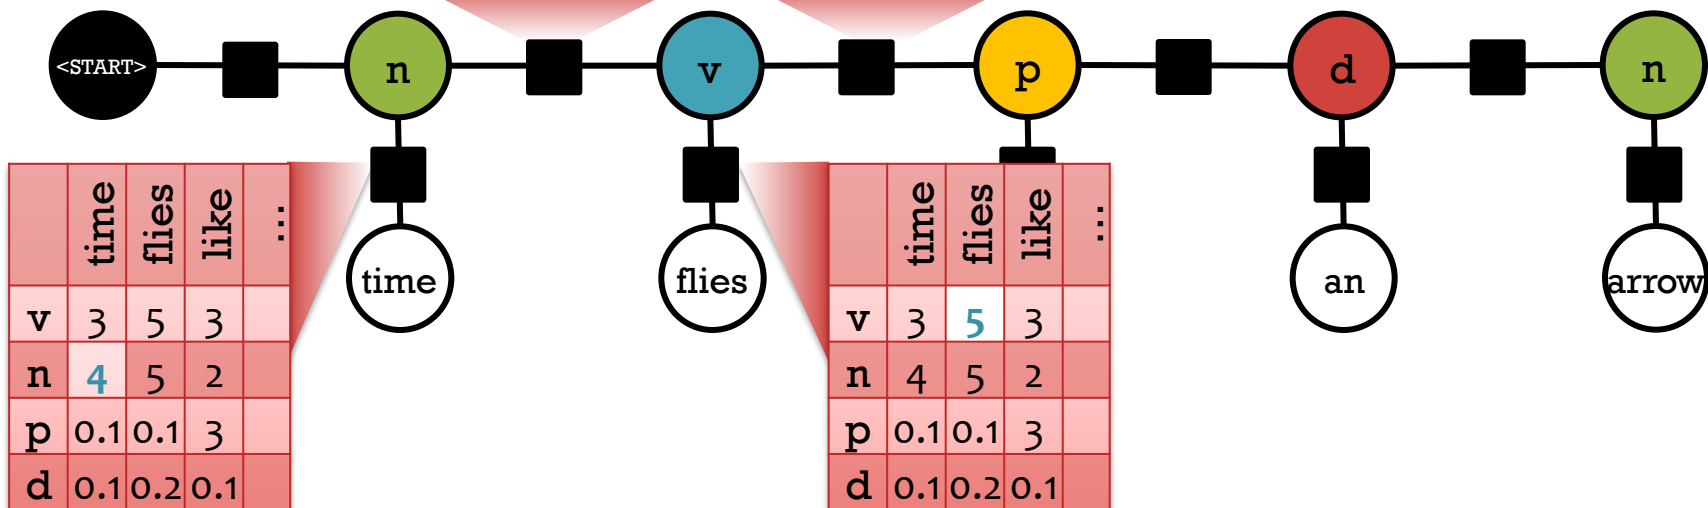 <START> n v p d n
time flies like ...
v 3 5 3
n 4 5 2
p 0.1 0.1 3
d 0.1 0.2 0.1
time
flies
time flies like ...
v 3 5 3
n 4 5 2
p 0.1 0.1 3
d 0.1 0.2 0.1
an
arrow